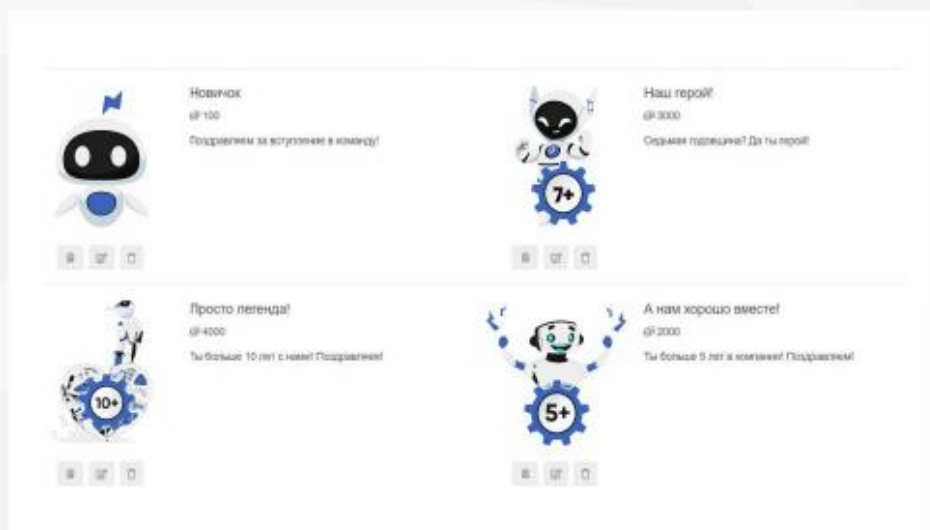 Новичок
100
Поздравляем за вступление в команду!
Наш герой!
3000
Седьмая годовщина? Да ты герой!
7+
Просто легенда!
4000
Ты больше 10 лет с нами! Поздравляем!
10+
А нам хорошо вместе!
2000
Ты больше 5 лет в компании! Поздравляем!
5+